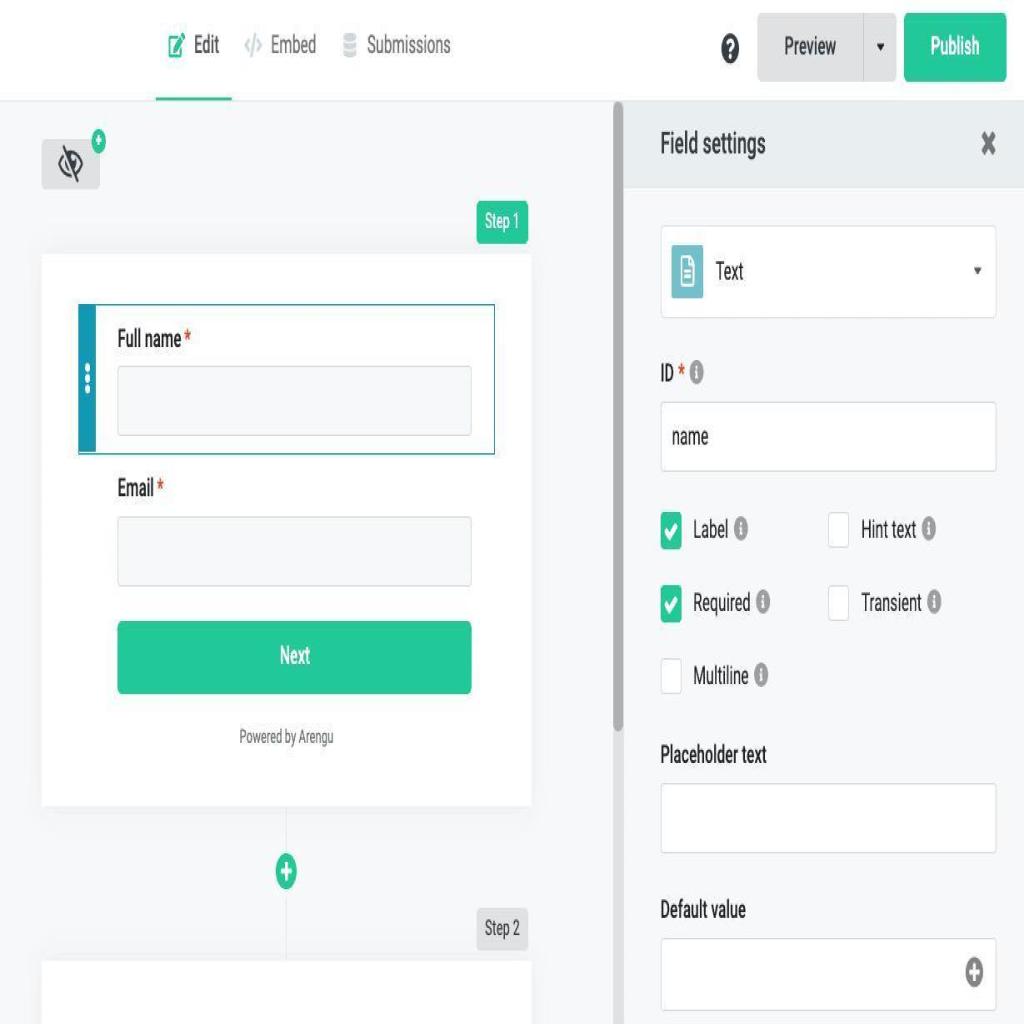 Edit
Embed
Submissions
Preview
Publish
Step 1
Full name *
Email *
Next
Powered by Arengu
Step 2
Field settings
Text
ID *
name
Label
Hint text
Required
Transient
Multiline
Placeholder text
Default value